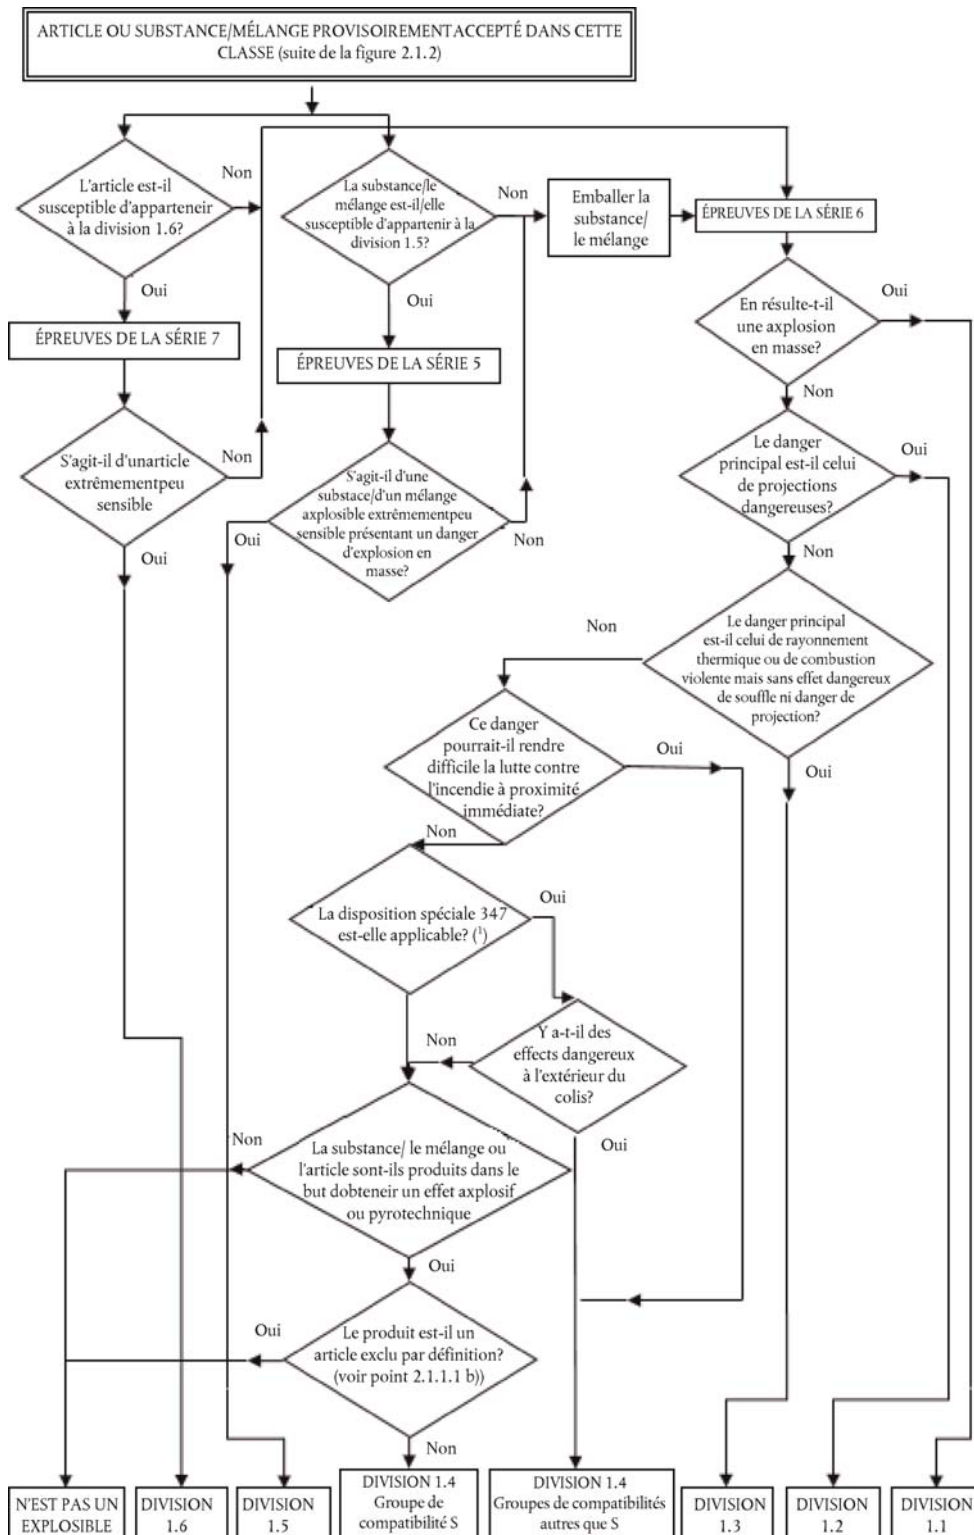 ARTICLE OU SUBSTANCE/MÉLANGE PROVISOIREMENT ACCEPTÉ DANS CETTE
CLASSE (suite de la figure 2.1.2)
L'article est-il
susceptible d'apparteneir
à la division 1.6?
Non
La substance/le
mélange est-il/elle
susceptible d'appartenir à la
division 1.5?
Non
Emballer la
substance/
le mélange
ÉPREUVES DE LA SÉRIE 6
Oui
Oui
En résulte-t-il
une axplosion
en masse?
Oui
ÉPREUVES DE LA SÉRIE 7
ÉPREUVES DE LA SÉRIE 5
Non
S'agit-il d'unarticle
extrêmementpeu
sensible
Non
S'agit-il d'une
substace/d'un mélange
axplosible extrêmementpeu
sensible présentant un danger
d'explosion en
masse?
Oui
Non
Le danger
principal est-il celui
de projections
dangereuses?
Oui
Oui
Non
Le danger principal
est-il celui de rayonnement
thermique ou de combustion
violente mais sans effet dangereux
de souffle ni danger de
projection?
Non
Oui
Ce danger
pourrait-il rendre
difficile la lutte contre
l'incendie à proximité
immédiate?
Oui
Non
La disposition spéciale 347
est-elle applicable? (¹)
Oui
Y a-t-il des
effects dangereux
à l'extérieur du
colis?
Non
Oui
La substance/ le mélange ou
l'article sont-ils produits dans le
but dobteneir un effet axplosif
ou pyrotechnique
Non
Oui
Le produit est-il un
article exclu par définition?
(voir point 2.1.1.1 b))
Oui
Non
N'EST PAS UN
EXPLOSIBLE
DIVISION
1.6
DIVISION
1.5
DIVISION 1.4
Groupe de
compatibilité S
DIVISION 1.4
Groupes de compatibilités
autres que S
DIVISION
1.3
DIVISION
1.2
DIVISION
1.1